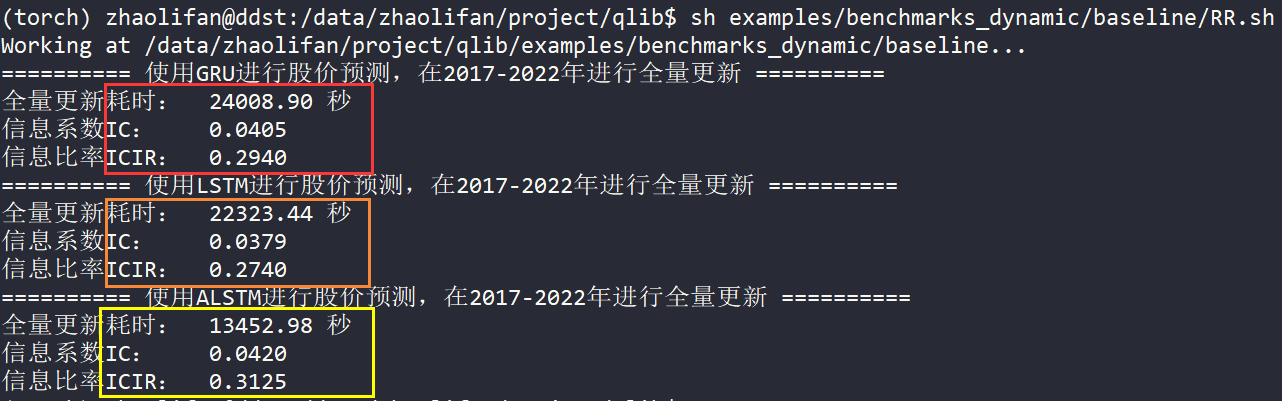 (torch) zhaolifan@ddst:/data/zhaolifan/project/qlib$ sh examples/benchmarks_dynamic/baseline/RR.sh
Working at /data/zhaolifan/project/qlib/examples/benchmarks_dynamic/baseline...
========== 使用GRU进行股价预测，在2017-2022年进行全量更新 ==========
全量更新耗时： 24008.90 秒
信息系数IC： 0.0405
信息比率ICIR： 0.2940
========== 使用LSTM进行股价预测，在2017-2022年进行全量更新 ==========
全量更新耗时： 22323.44 秒
信息系数IC： 0.0379
信息比率ICIR： 0.2740
========== 使用ALSTM进行股价预测，在2017-2022年进行全量更新 ==========
全量更新耗时： 13452.98 秒
信息系数IC： 0.0420
信息比率ICIR： 0.3125